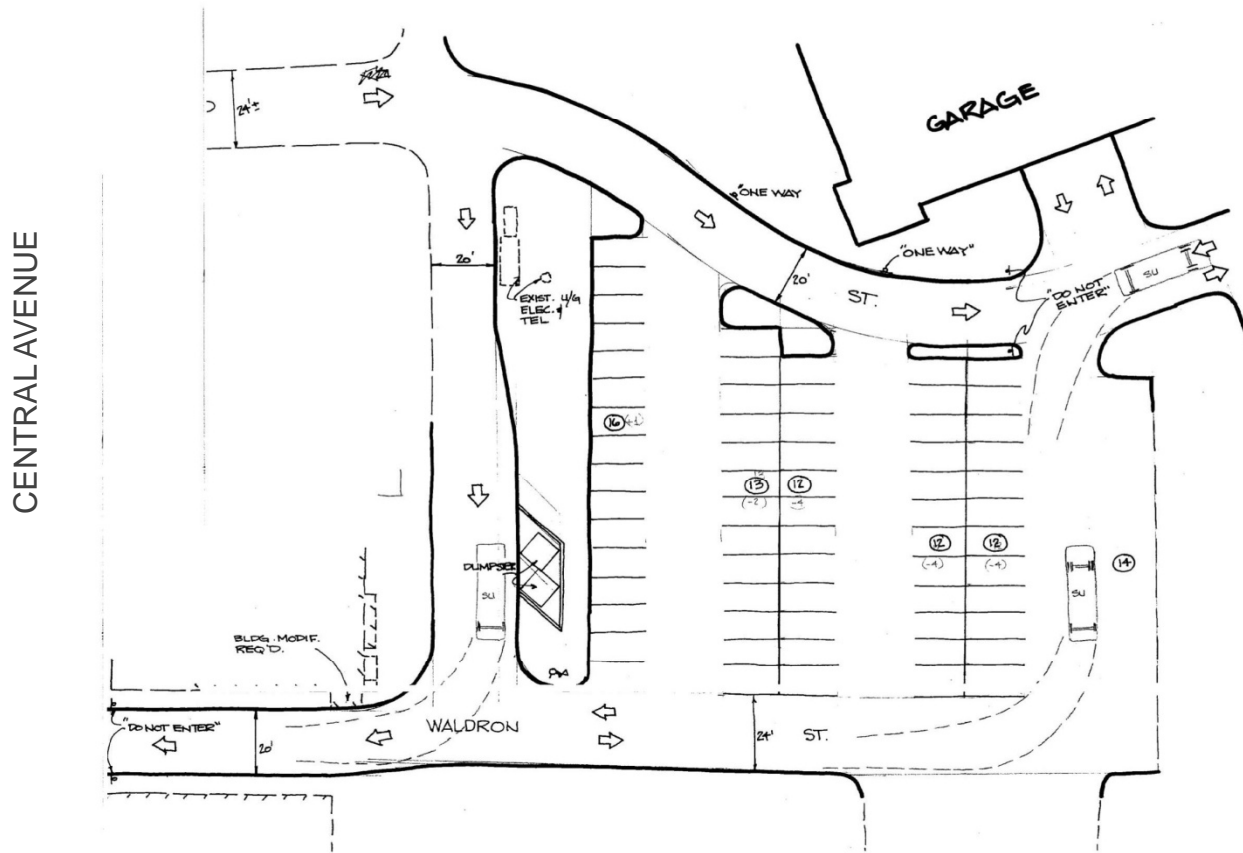 CENTRAL AVENUE
24'±
GARAGE
"ONE WAY
"ONE WAY"
20'
20'
ST.
SU
"DO NOT
ENTER"
EXIST. U/G
ELEC. &
TEL
16
13
(-2)
12
12
(-4)
12
(-4)
14
DUMPSTER
SU
SU
BLDG. MODIF.
REQ'D.
"DO NOT ENTER"
20'
WALDRON
24'
ST.